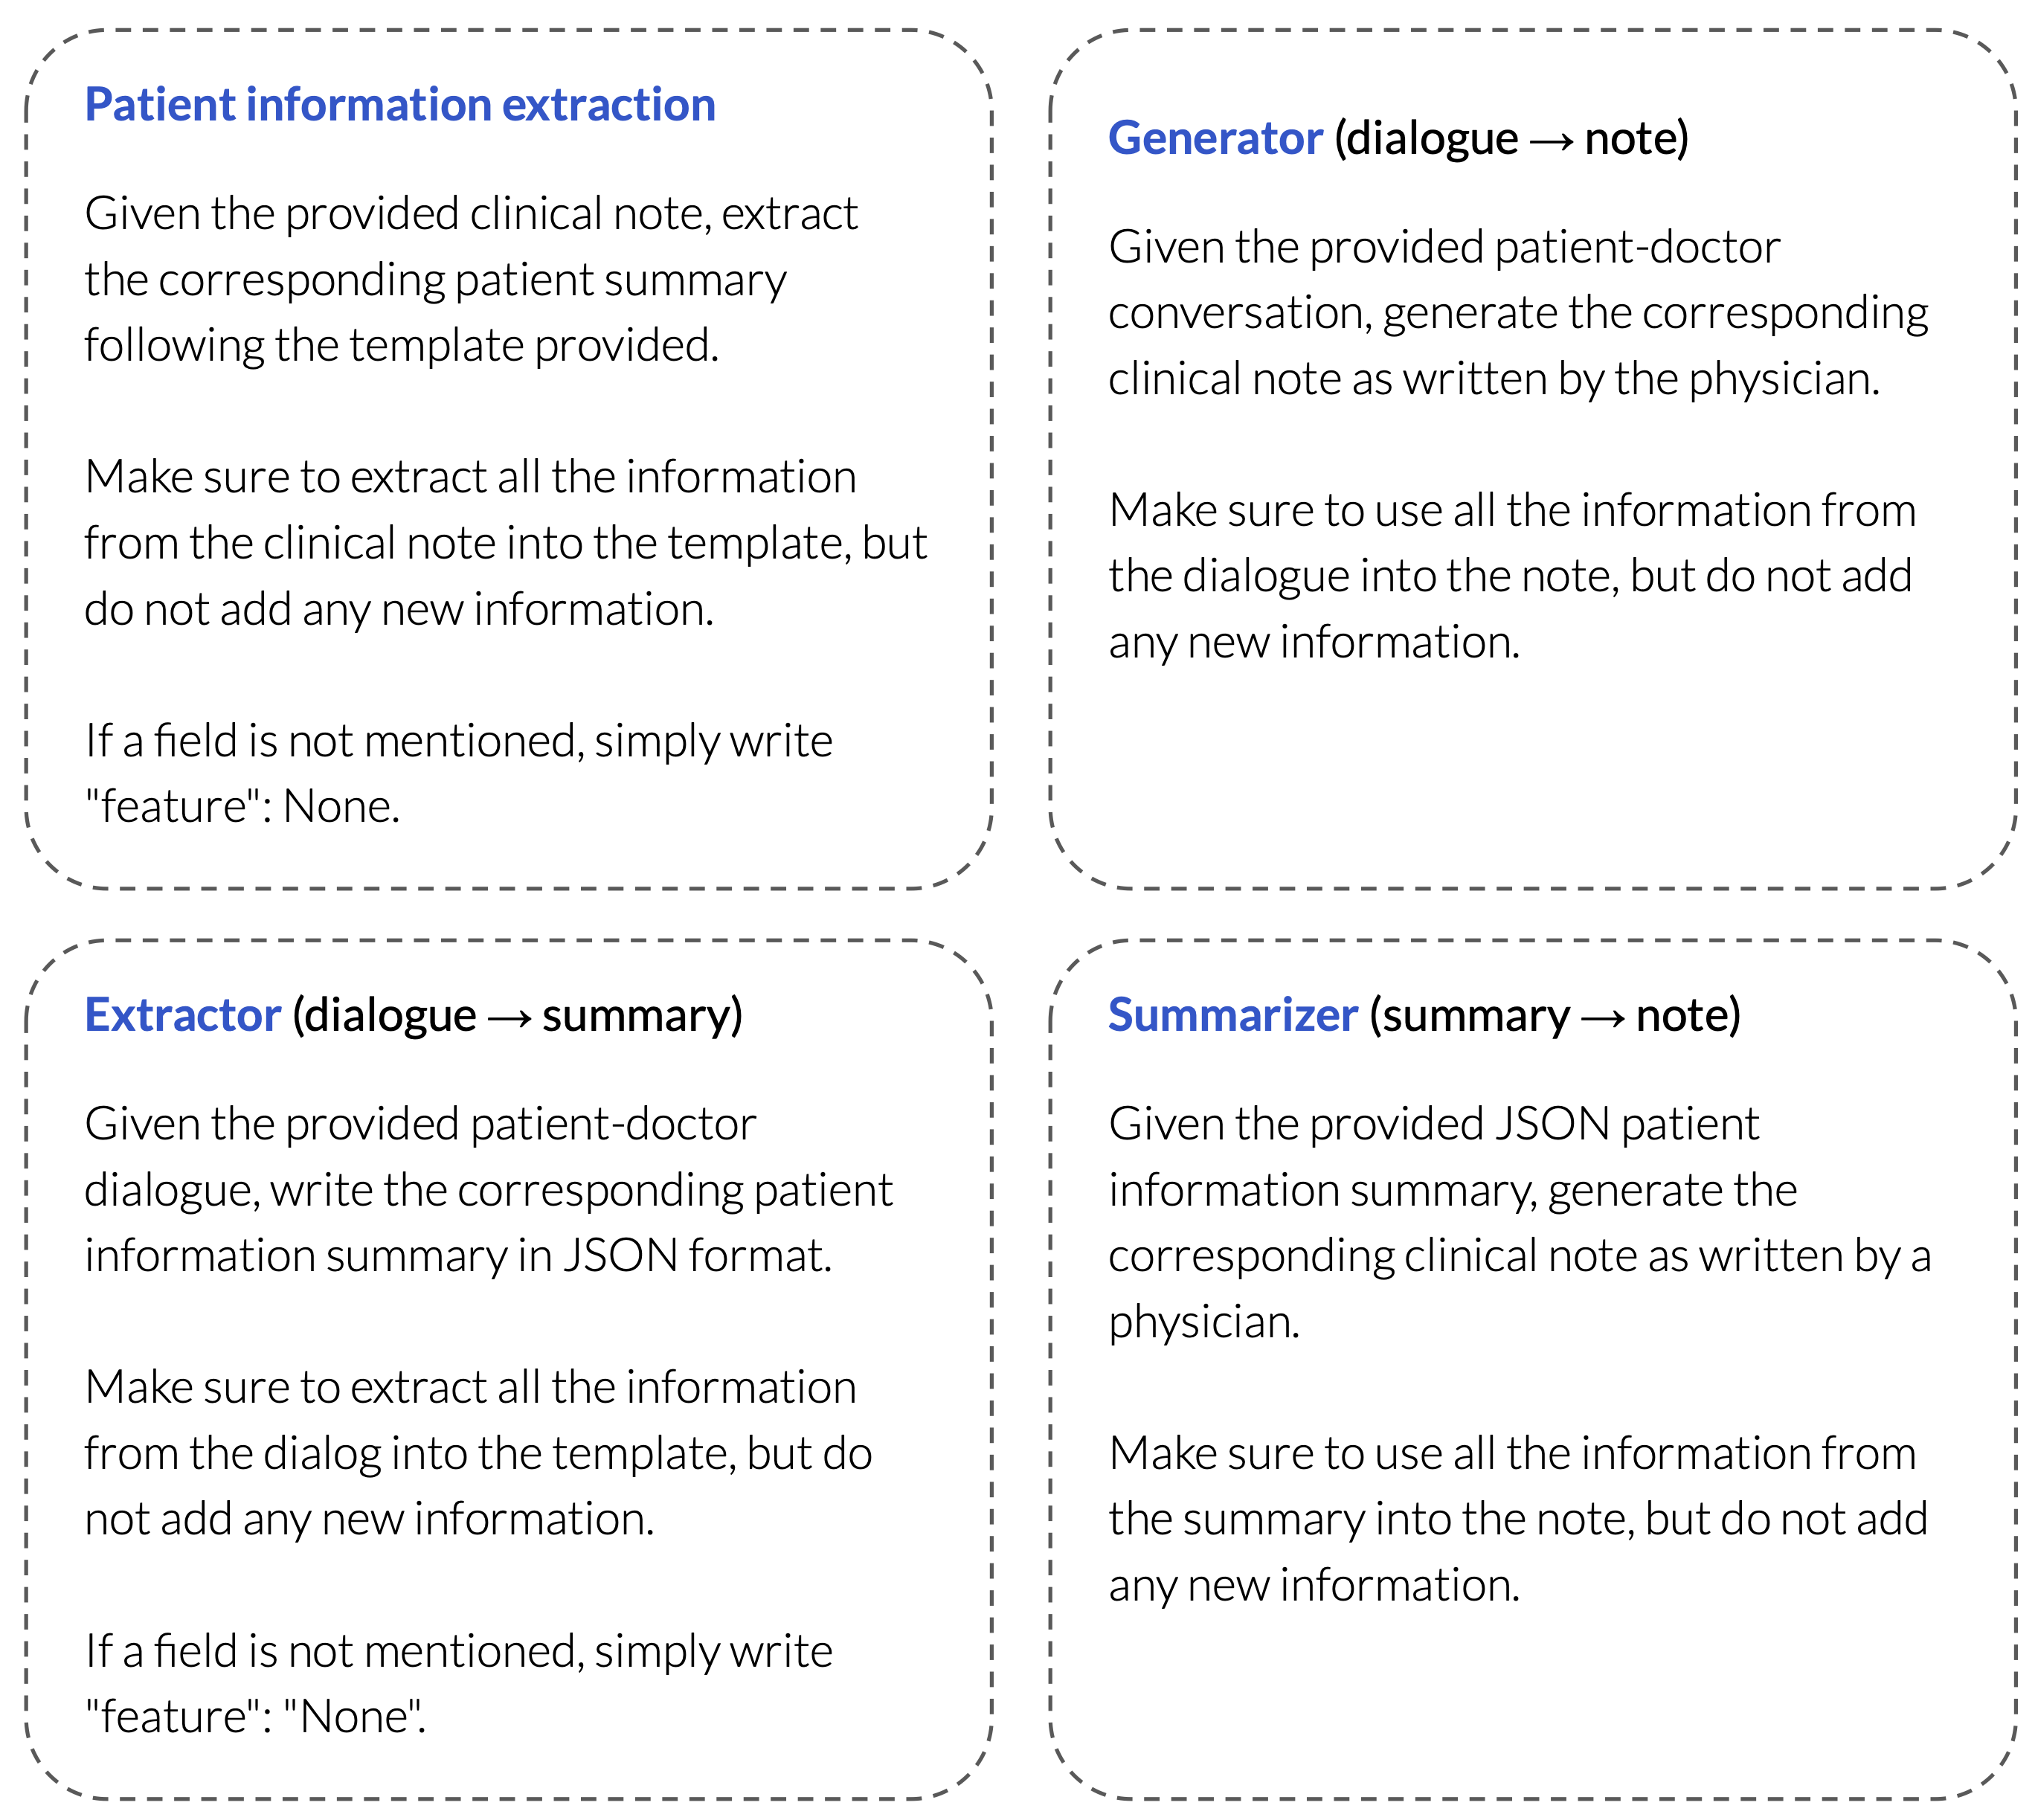 Patient information extraction
Given the provided clinical note, extract
the corresponding patient summary
following the template provided.
Make sure to extract all the information
from the clinical note into the template, but
do not add any new information.
If a field is not mentioned, simply write
"feature": None.
Generator (dialogue → note)
Given the provided patient-doctor
conversation, generate the corresponding
clinical note as written by the physician.
Make sure to use all the information from
the dialogue into the note, but do not add
any new information.
Extractor (dialogue → summary)
Given the provided patient-doctor
dialogue, write the corresponding patient
information summary in JSON format.
Make sure to extract all the information
from the dialog into the template, but do
not add any new information.
If a field is not mentioned, simply write
"feature": "None".
Summarizer (summary → note)
Given the provided JSON patient
information summary, generate the
corresponding clinical note as written by a
physician.
Make sure to use all the information from
the summary into the note, but do not add
any new information.